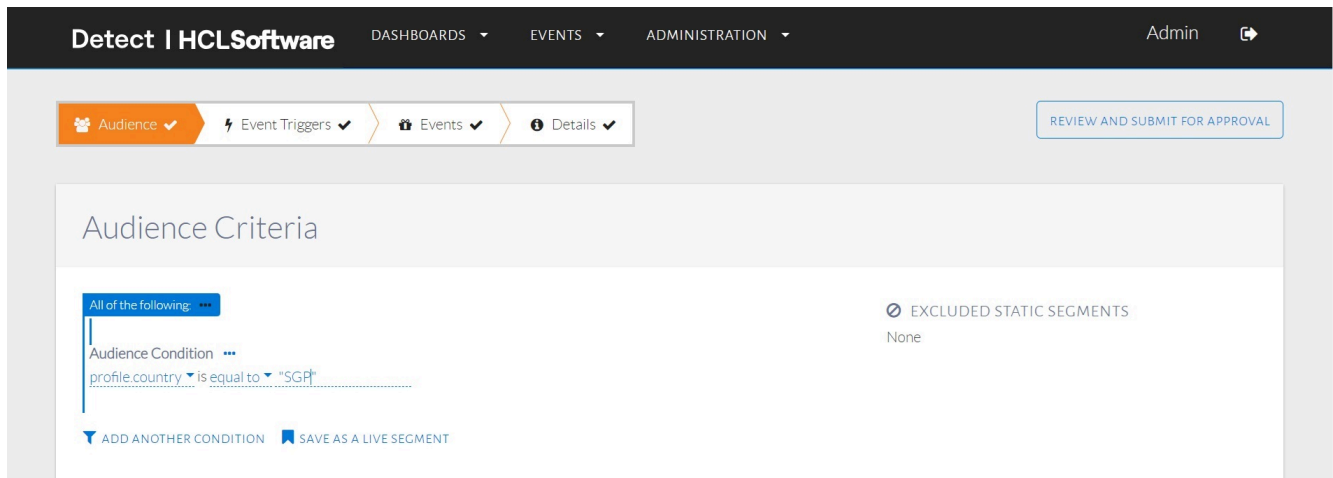 Detect | HCLSoftware DASHBOARDS EVENTS ADMINISTRATION Admin
Audience Event Triggers Events Details REVIEW AND SUBMIT FOR APPROVAL
Audience Criteria
All of the following: •••
EXCLUDED STATIC SEGMENTS
None
Audience Condition •••
profile.country is equal to "SGP"
ADD ANOTHER CONDITION SAVE AS A LIVE SEGMENT